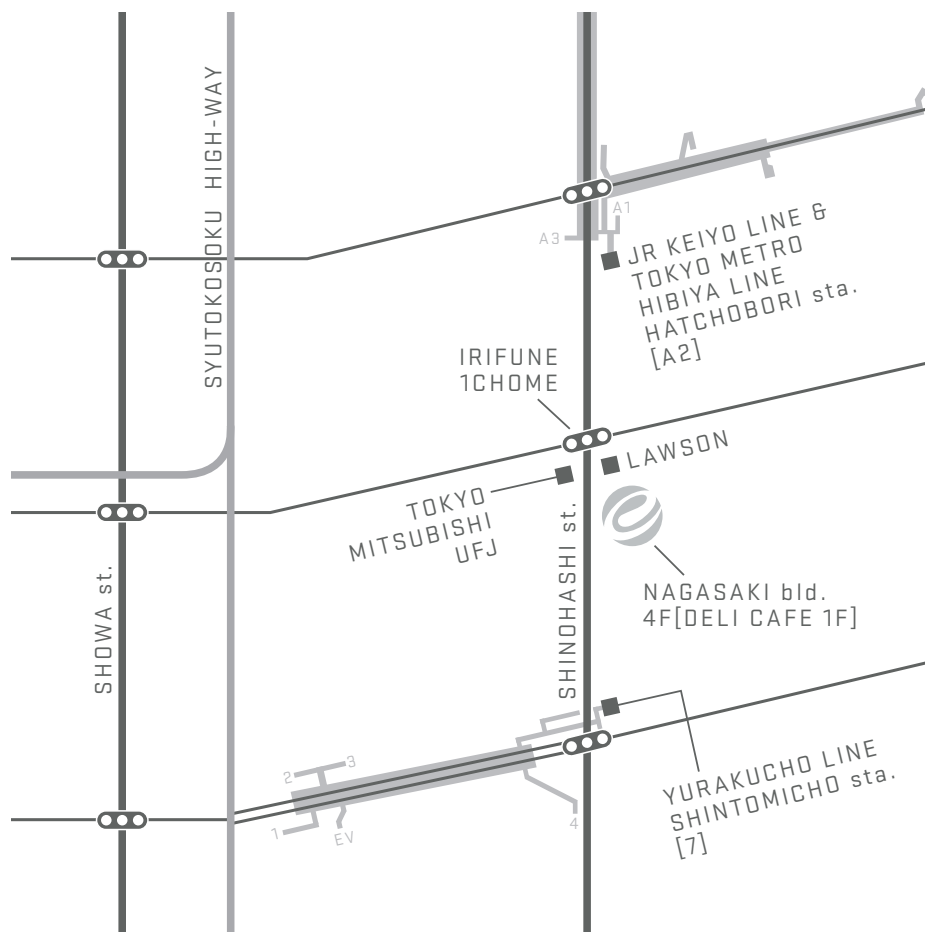 SYUTOKOSOKU HIGH-WAY
A1
A3
JR KEIYO LINE &
TOKYO METRO
HIBIYA LINE
HATCHOBORI sta.
[A2]
IRIFUNE
1CHOME
LAWSON
TOKYO
MITSUBISHI
UFJ
SHINOHASHI st.
NAGASAKI bld.
4F[DELI CAFE 1F]
SHOWA st.
YURAKUCHO LINE
SHINTOMICHO sta.
[7]
2
3
1
EV
4